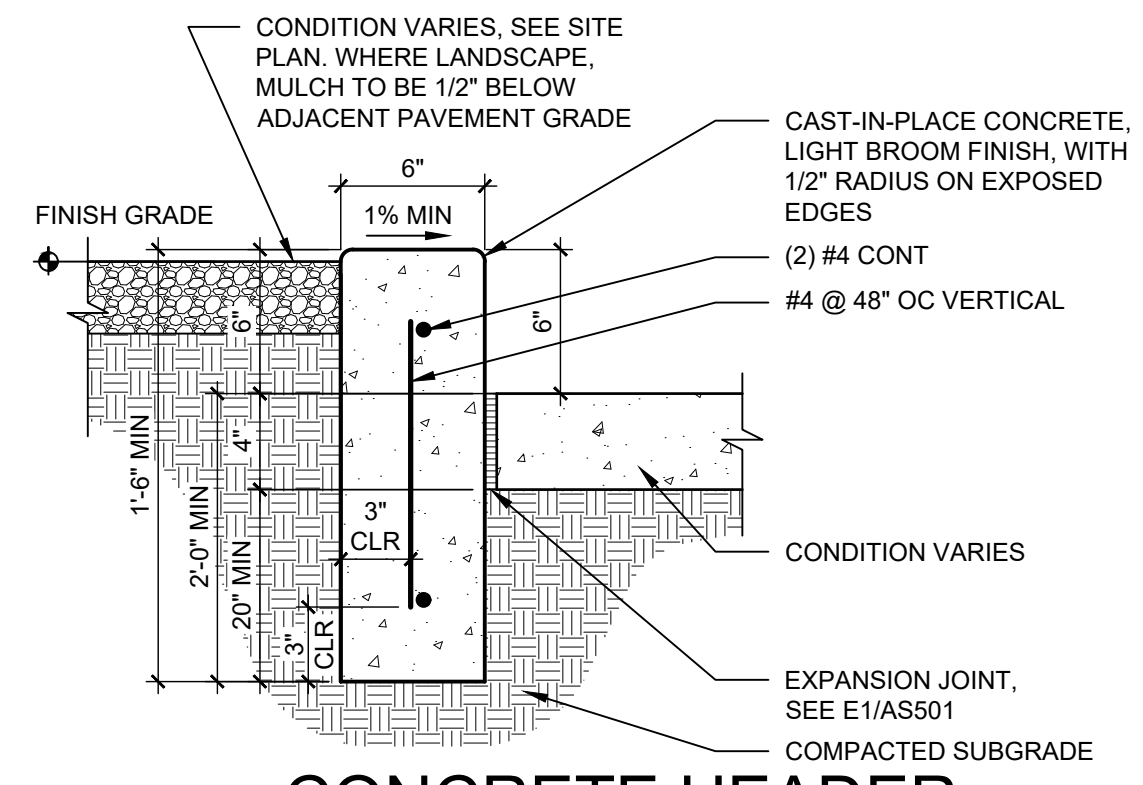 CONDITION VARIES, SEE SITE
PLAN. WHERE LANDSCAPE,
MULCH TO BE 1/2" BELOW
ADJACENT PAVEMENT GRADE
CAST-IN-PLACE CONCRETE,
LIGHT BROOM FINISH, WITH
1/2" RADIUS ON EXPOSED
EDGES
6"
FINISH GRADE
1% MIN
(2) #4 CONT
#4 @ 48" OC VERTICAL
6"
6"
4"
1'-6" MIN
2'-0" MIN
20" MIN
3"
CLR
3"
CLR
CONDITION VARIES
EXPANSION JOINT,
SEE E1/AS501
COMPACTED SUBGRADE
CONCRETE HEADER